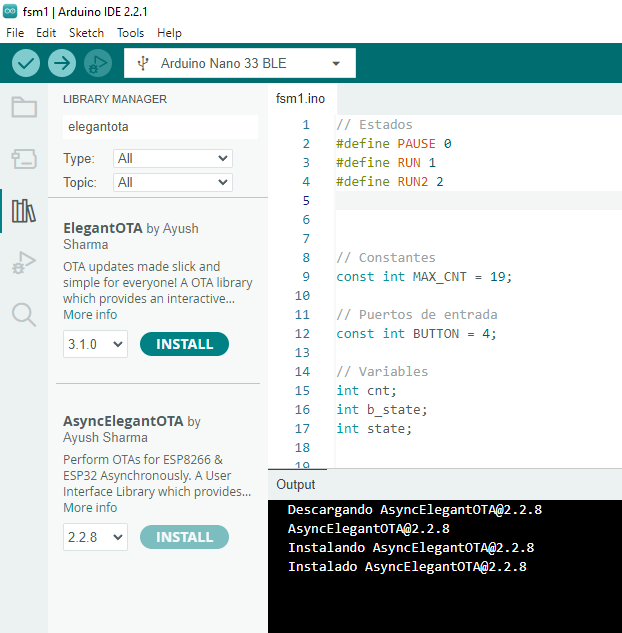 fsm1 | Arduino IDE 2.2.1
File Edit Sketch Tools Help
Arduino Nano 33 BLE
LIBRARY MANAGER
elegantota
Type: All
Topic: All
ElegantOTA by Ayush
Sharma
OTA updates made slick and
simple for everyone! A OTA library
which provides an interactive...
More info
3.1.0 INSTALL
AsyncElegantOTA by
Ayush Sharma
Perform OTAs for ESP8266 &
ESP32 Asynchronously. A User
Interface Library which provides...
More info
2.2.8 INSTALL
fsm1.ino
1 // Estados
2 #define PAUSE 0
3 #define RUN 1
4 #define RUN2 2
5
6
7
8 // Constantes
9 const int MAX_CNT = 19;
10
11 // Puertos de entrada
12 const int BUTTON = 4;
13
14 // Variables
15 int cnt;
16 int b_state;
17 int state;
18
19
Output
Descargando AsyncElegantOTA@2.2.8
AsyncElegantOTA@2.2.8
Instalando AsyncElegantOTA@2.2.8
Instalado AsyncElegantOTA@2.2.8